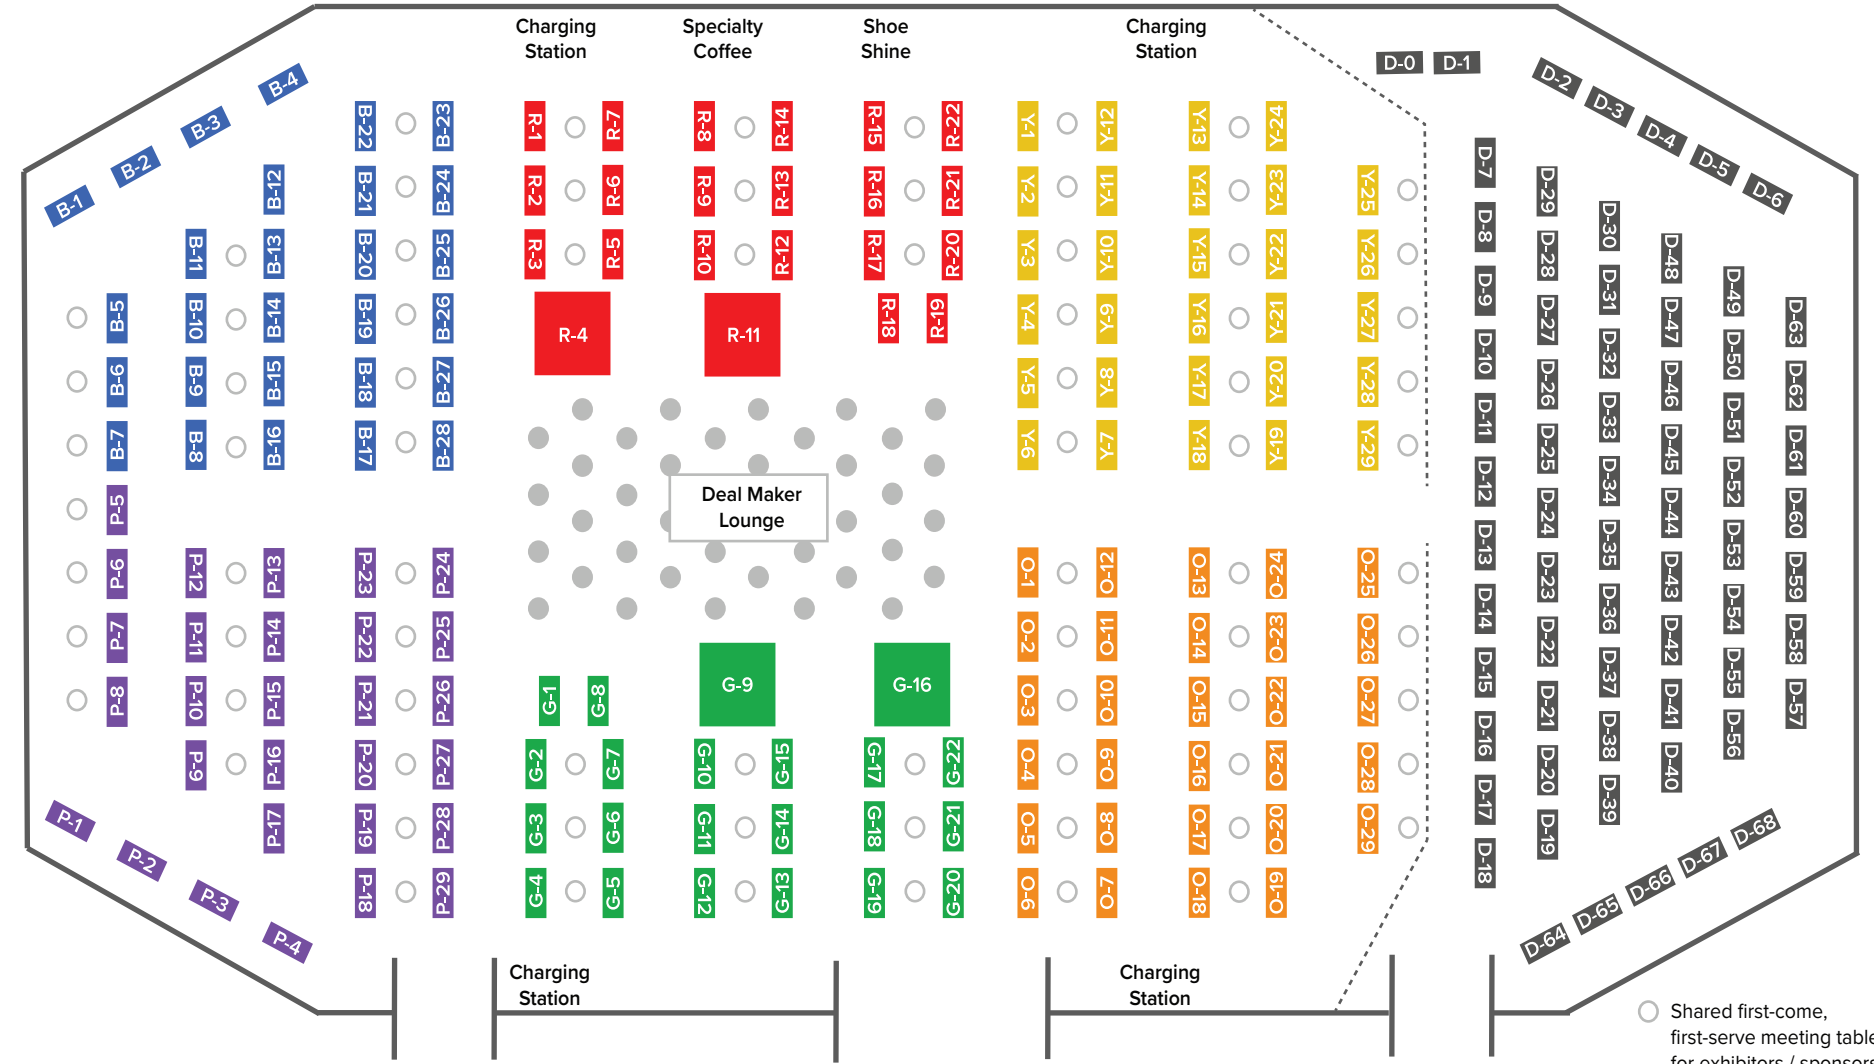 Charging
Station
Specialty
Coffee
Shoe
Shine
Charging
Station
D-0
D-1
D-2
D-3
D-4
D-5
D-6
B-1
B-2
B-3
B-4
B-5
B-6
B-7
B-11
B-10
B-9
B-8
B-12
B-13
B-14
B-15
B-16
B-22
B-21
B-20
B-19
B-18
B-17
B-23
B-24
B-25
B-26
B-27
B-28
R-1
R-2
R-3
R-4
R-7
R-6
R-5
R-8
R-9
R-10
R-11
R-14
R-13
R-12
R-15
R-16
R-17
R-18
R-22
R-21
R-20
R-19
Y-1
Y-2
Y-3
Y-4
Y-5
Y-6
Y-12
Y-11
Y-10
Y-9
Y-8
Y-7
Y-13
Y-14
Y-15
Y-16
Y-17
Y-18
Y-24
Y-23
Y-22
Y-21
Y-20
Y-19
Y-25
Y-26
Y-27
Y-28
Y-29
Deal Maker
Lounge
P-5
P-6
P-7
P-8
P-12
P-11
P-10
P-9
P-13
P-14
P-15
P-16
P-17
P-23
P-22
P-21
P-20
P-19
P-18
P-24
P-25
P-26
P-27
P-28
P-29
P-1
P-2
P-3
P-4
G-1
G-8
G-9
G-16
G-2
G-3
G-4
G-7
G-6
G-5
G-10
G-11
G-12
G-15
G-14
G-13
G-17
G-18
G-19
G-22
G-21
G-20
O-1
O-2
O-3
O-4
O-5
O-6
O-12
O-11
O-10
O-9
O-8
O-7
O-13
O-14
O-15
O-16
O-17
O-18
O-24
O-23
O-22
O-21
O-20
O-19
O-25
O-26
O-27
O-28
O-29
D-7
D-8
D-9
D-10
D-11
D-12
D-13
D-14
D-15
D-16
D-17
D-18
D-29
D-28
D-27
D-26
D-25
D-24
D-23
D-22
D-21
D-20
D-19
D-30
D-31
D-32
D-33
D-34
D-35
D-36
D-37
D-38
D-39
D-48
D-47
D-46
D-45
D-44
D-43
D-42
D-41
D-40
D-49
D-50
D-51
D-52
D-53
D-54
D-55
D-56
D-63
D-62
D-61
D-60
D-59
D-58
D-57
D-64
D-65
D-66
D-67
D-68
Charging
Station
Charging
Station
Shared first-come,
first-serve meeting table
for exhibitors / sponsors